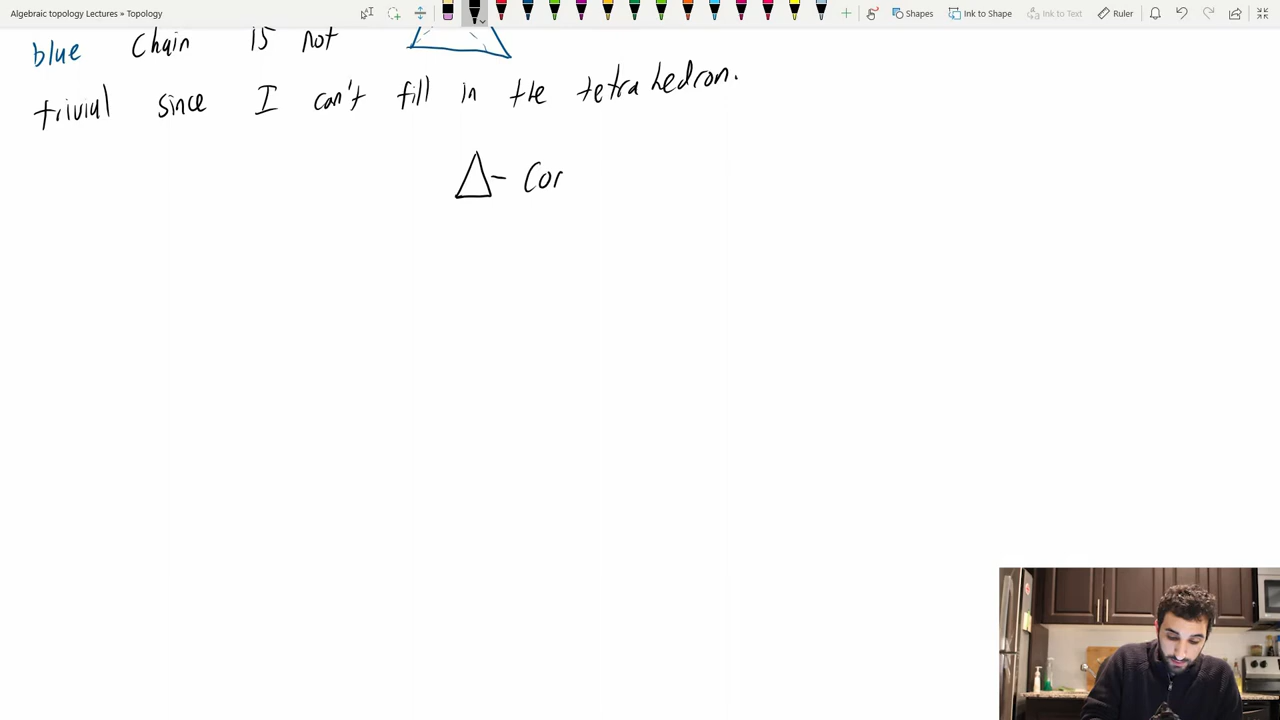 Algebraic topology Lectures » Topology
Shapes Ink to Shape Ink to Text Ruler
blue Chain is not
trivial since I can't fill in the tetrahedron.
Δ- Cor